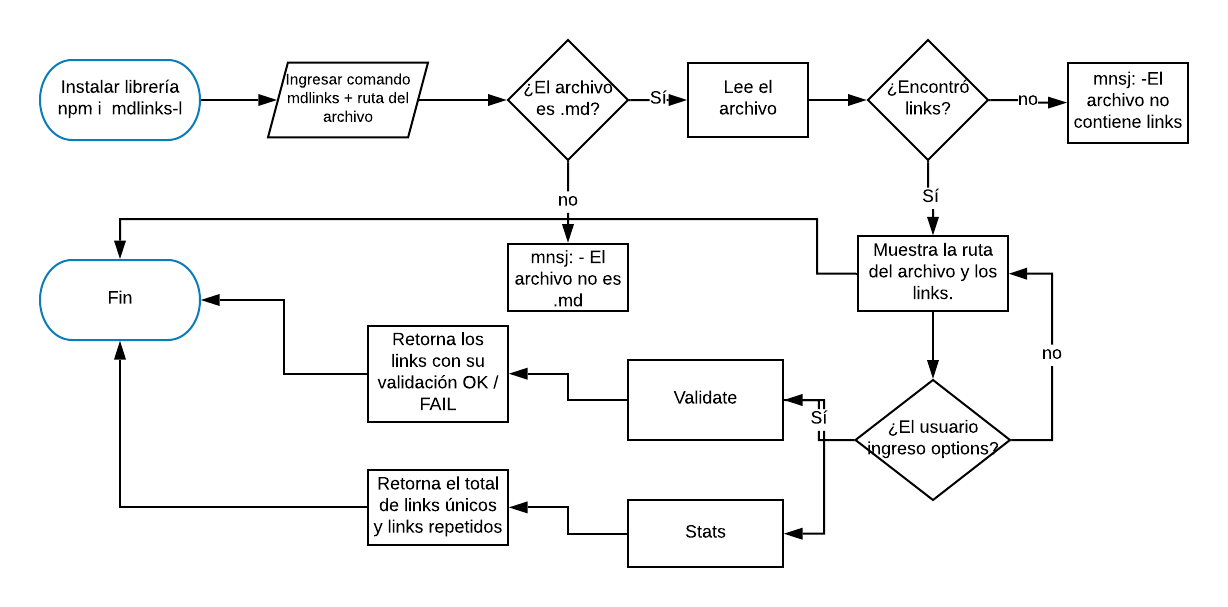 Instalar librería
npm i  mdlinks-l
Ingresar comando
mdlinks + ruta del
archivo
¿El archivo
es .md?
Sí
Lee el
archivo
¿Encontró
links?
no
mnsj: -El
archivo no
contiene links
no
Sí
mnsj: - El
archivo no es
.md
Muestra la ruta
del archivo y los
links.
Fin
no
Retorna los
links con su
validación OK /
FAIL
Validate
Sí
¿El usuario
ingreso options?
Retorna el total
de links únicos
y links repetidos
Stats